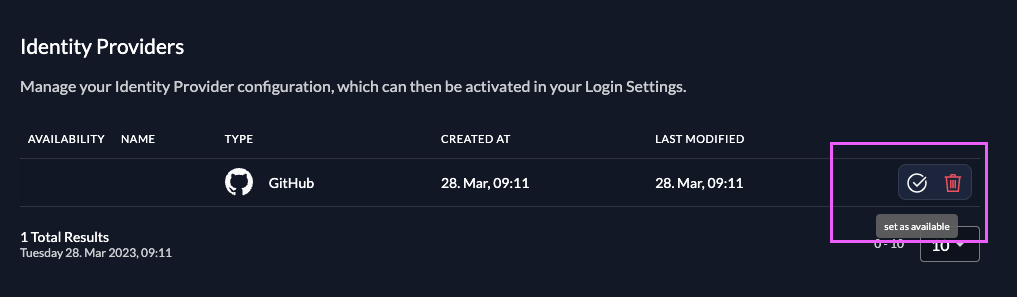 Identity Providers
Manage your Identity Provider configuration, which can then be activated in your Login Settings.
AVAILABILITY NAME TYPE CREATED AT LAST MODIFIED
GitHub 28. Mar, 09:11 28. Mar, 09:11
set as available
1 Total Results
Tuesday 28. Mar 2023, 09:11
0 - 10 10